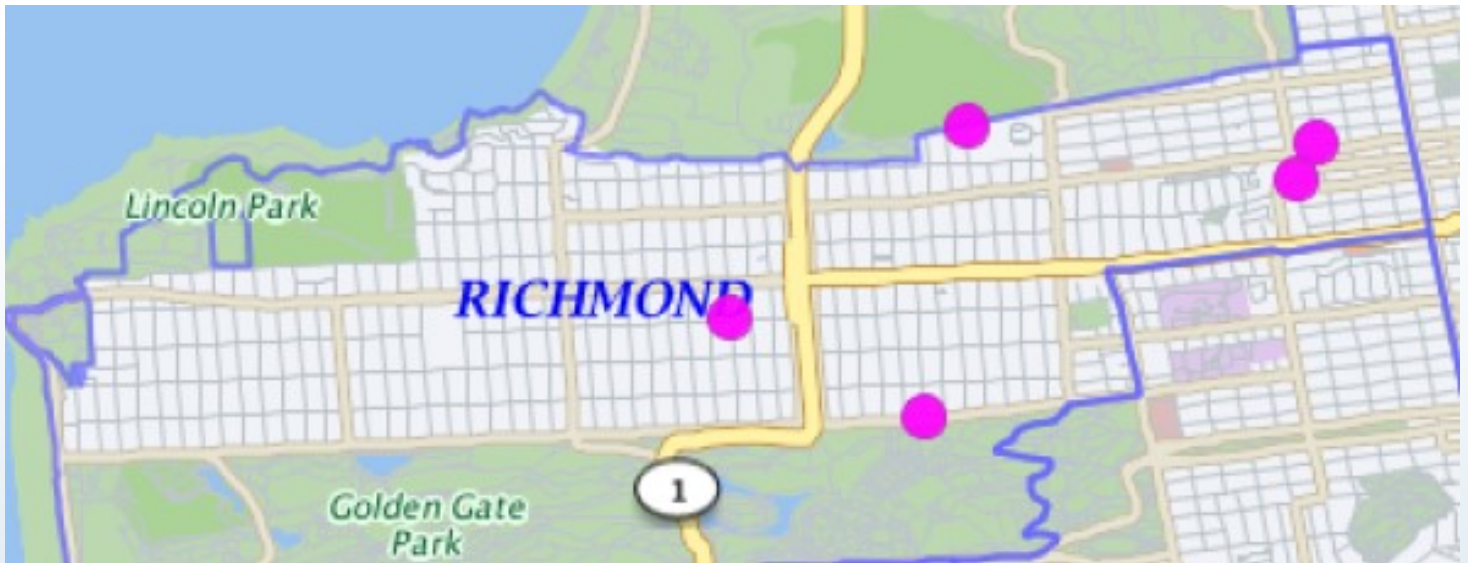 Lincoln Park
RICHMOND
1
Golden Gate
Park